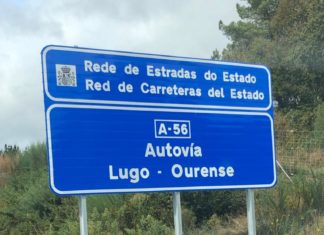 Rede de Estradas do Estado
Red de Carreteras del Estado
A-56
Autovía
Lugo - Ourense